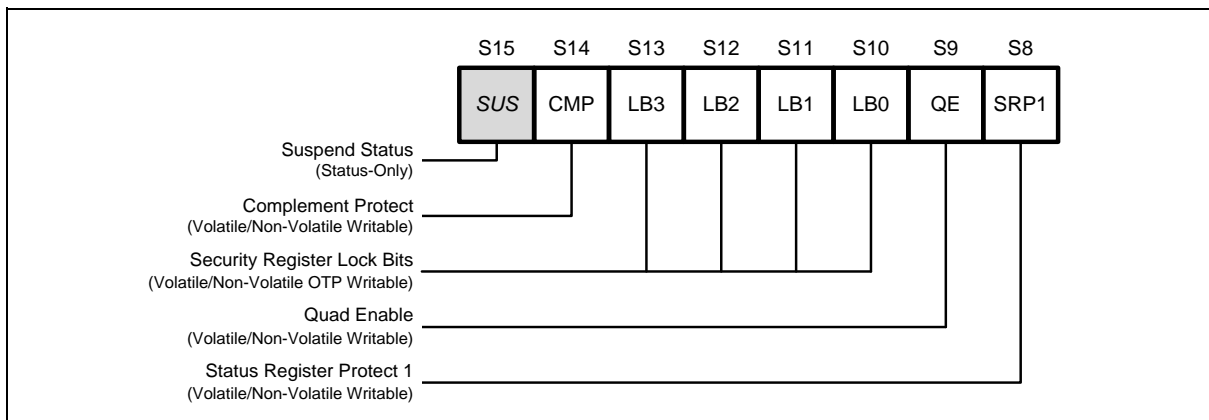 S15 S14 S13 S12 S11 S10 S9 S8
SUS CMP LB3 LB2 LB1 LB0 QE SRP1
Suspend Status
(Status-Only)
Complement Protect
(Volatile/Non-Volatile Writable)
Security Register Lock Bits
(Volatile/Non-Volatile OTP Writable)
Quad Enable
(Volatile/Non-Volatile Writable)
Status Register Protect 1
(Volatile/Non-Volatile Writable)